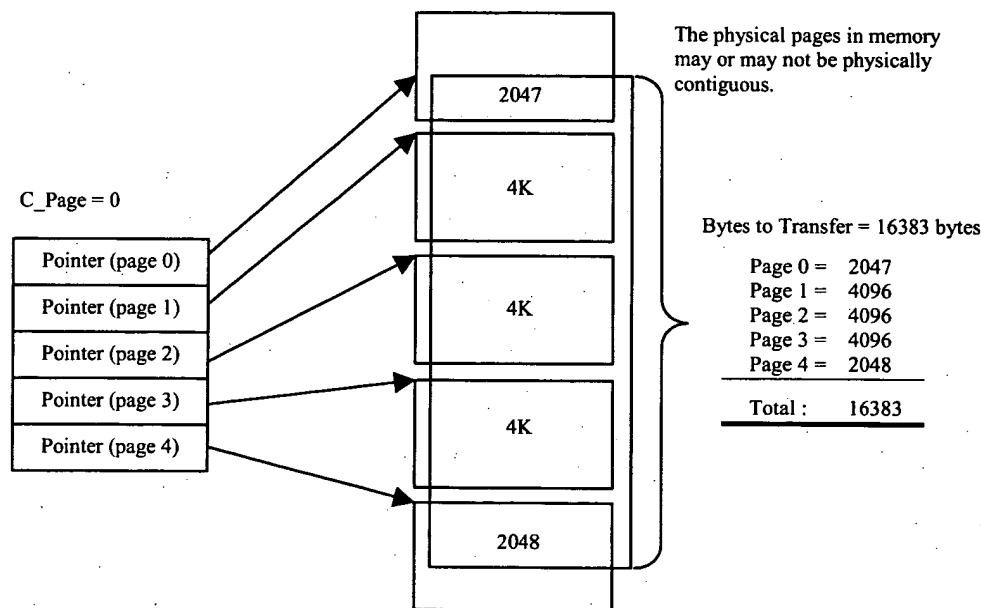 The physical pages in memory
may or may not be physically
contiguous.
2047
4K
4K
4K
2048
C_Page = 0
Pointer (page 0)
Pointer (page 1)
Pointer (page 2)
Pointer (page 3)
Pointer (page 4)
Bytes to Transfer = 16383 bytes
Page 0 = 2047
Page 1 = 4096
Page 2 = 4096
Page 3 = 4096
Page 4 = 2048
Total : 16383